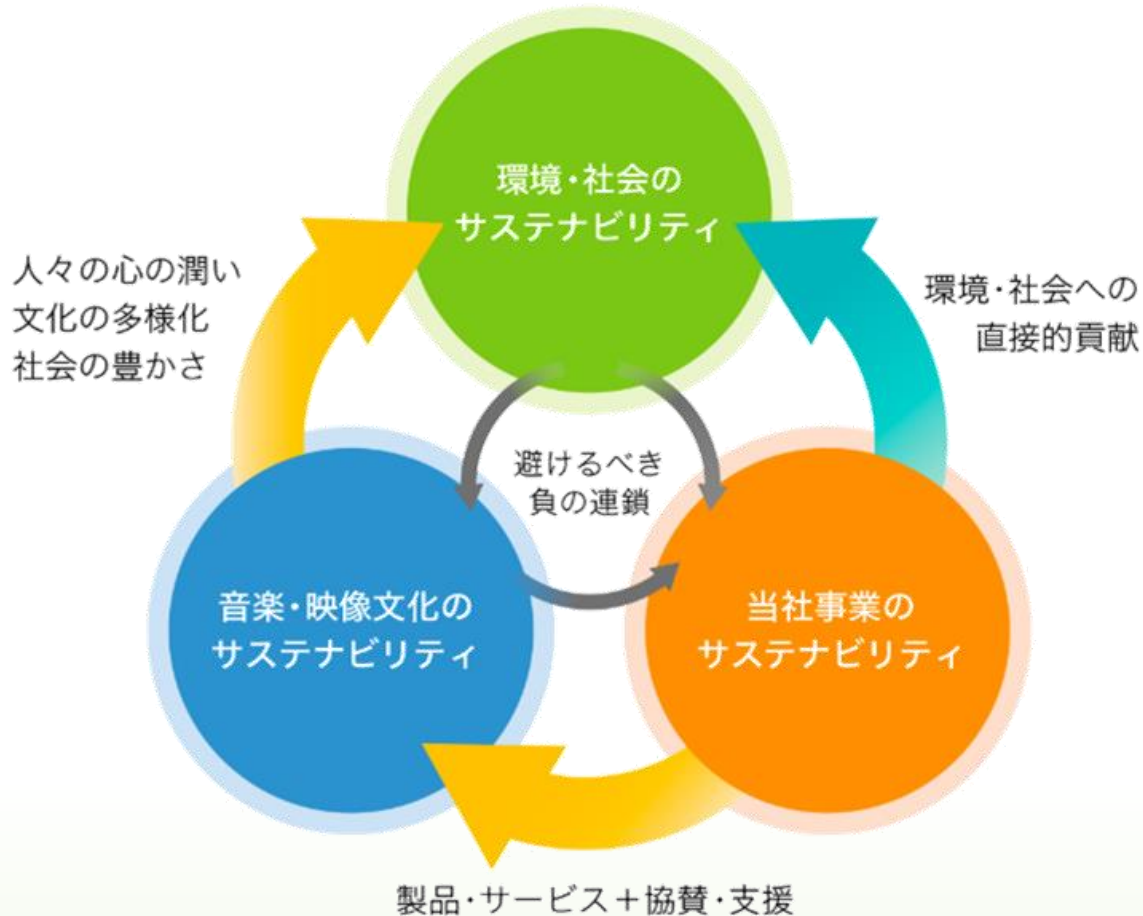 環境・社会の
サステナビリティ
人々の心の潤い
文化の多様化
社会の豊かさ
環境・社会への
直接的貢献
避けるべき
負の連鎖
音楽・映像文化の
サステナビリティ
当社事業の
サステナビリティ
製品・サービス＋協賛・支援